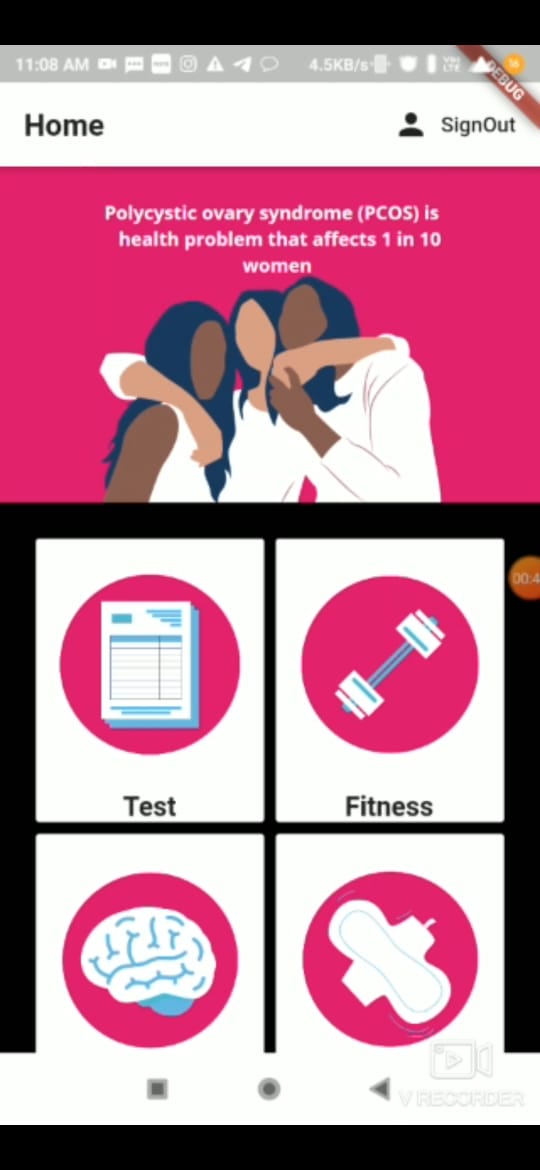 11:08 AM 4.5KB/s 16
DEBUG
Home SignOut
Polycystic ovary syndrome (PCOS) is
health problem that affects 1 in 10
women
00:4
Test Fitness
V RECORDER